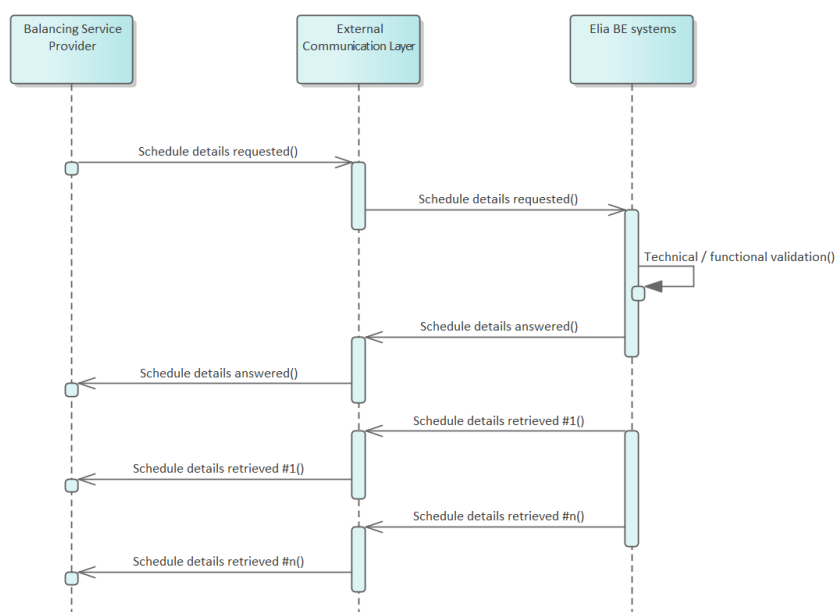 Balancing Service
Provider
External
Communication Layer
Elia BE systems
Schedule details requested()
Schedule details requested()
Technical / functional validation()
Schedule details answered()
Schedule details answered()
Schedule details retrieved #1()
Schedule details retrieved #1()
Schedule details retrieved #n()
Schedule details retrieved #n()